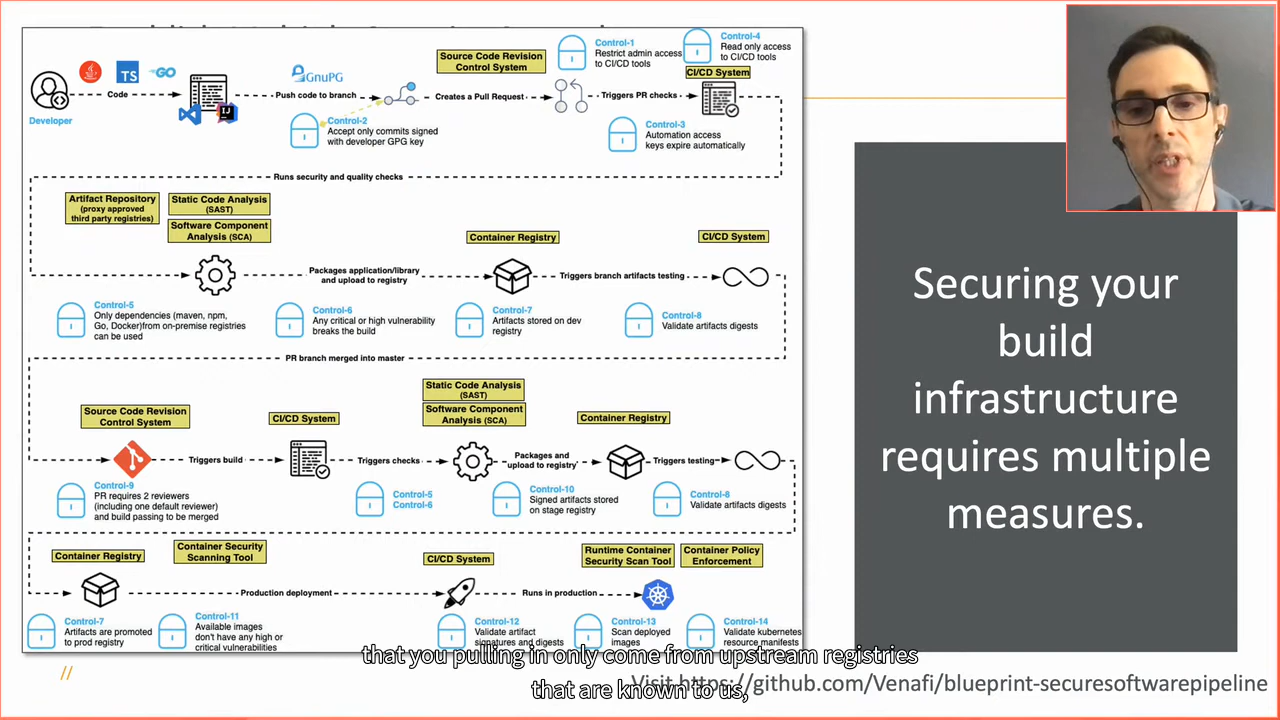 Control-1
Restrict admin access
to CI/CD tools
Control-4
Read only access
to CI/CD tools
Source Code Revision
Control System
CI/CD System
TS
GO
GnuPG
Code
Push code to branch
Creates a Pull Request
Triggers PR checks
Developer
Control-2
Accept only commits signed
with developer GPG key
Control-3
Automation access
keys expire automatically
Runs security and quality checks
Artifact Repository
(proxy approved
third party registries)
Static Code Analysis
(SAST)
Software Component
Analysis (SCA)
Container Registry
CI/CD System
Packages application/library
and upload to registry
Triggers branch artifacts testing
Control-5
Only dependencies (maven, npm,
Go, Docker)from on-premise registries
can be used
Control-6
Any critical or high vulnerability
breaks the build
Control-7
Artifacts stored on dev
registry
Control-8
Validate artifacts digests
PR branch merged into master
Source Code Revision
Control System
CI/CD System
Static Code Analysis
(SAST)
Software Component
Analysis (SCA)
Container Registry
Triggers build
Triggers checks
Packages and
upload to registry
Triggers testing
Control-9
PR requires 2 reviewers
(including one default reviewer)
and build passing to be merged
Control-5
Control-6
Control-10
Signed artifacts stored
on stage registry
Control-8
Validate artifacts digests
Container Registry
Container Security
Scanning Tool
CI/CD System
Runtime Container
Security Scan Tool
Container Policy
Enforcement
Production deployment
Runs in production
Control-7
Artifacts are promoted
to prod registry
Control-11
Available images
don't have any high or
critical vulnerabilities
Control-12
Validate artifact
signatures and digests
Control-13
Scan deployed
images
Control-14
Validate kubernetes
resource manifests
Securing your
build
infrastructure
requires multiple
measures.
that you pulling in only come from upstream registries
that are known to us,
//
Visit https://github.com/Venafi/blueprint-securesoftwarepipeline